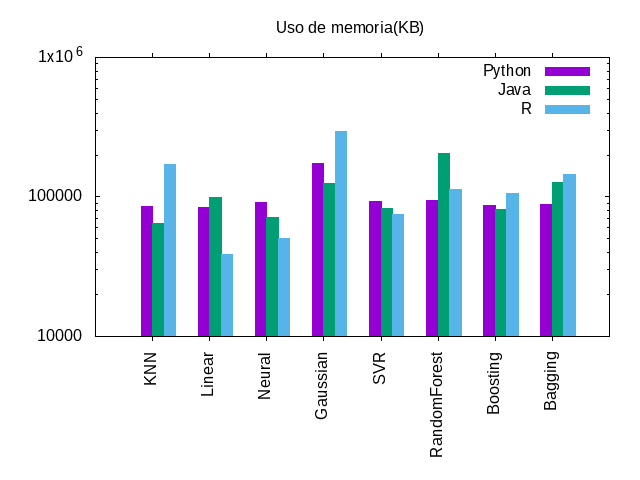 Uso de memoria(KB)
1x10^6
100000
10000
Python
Java
R
KNN
Linear
Neural
Gaussian
SVR
RandomForest
Boosting
Bagging